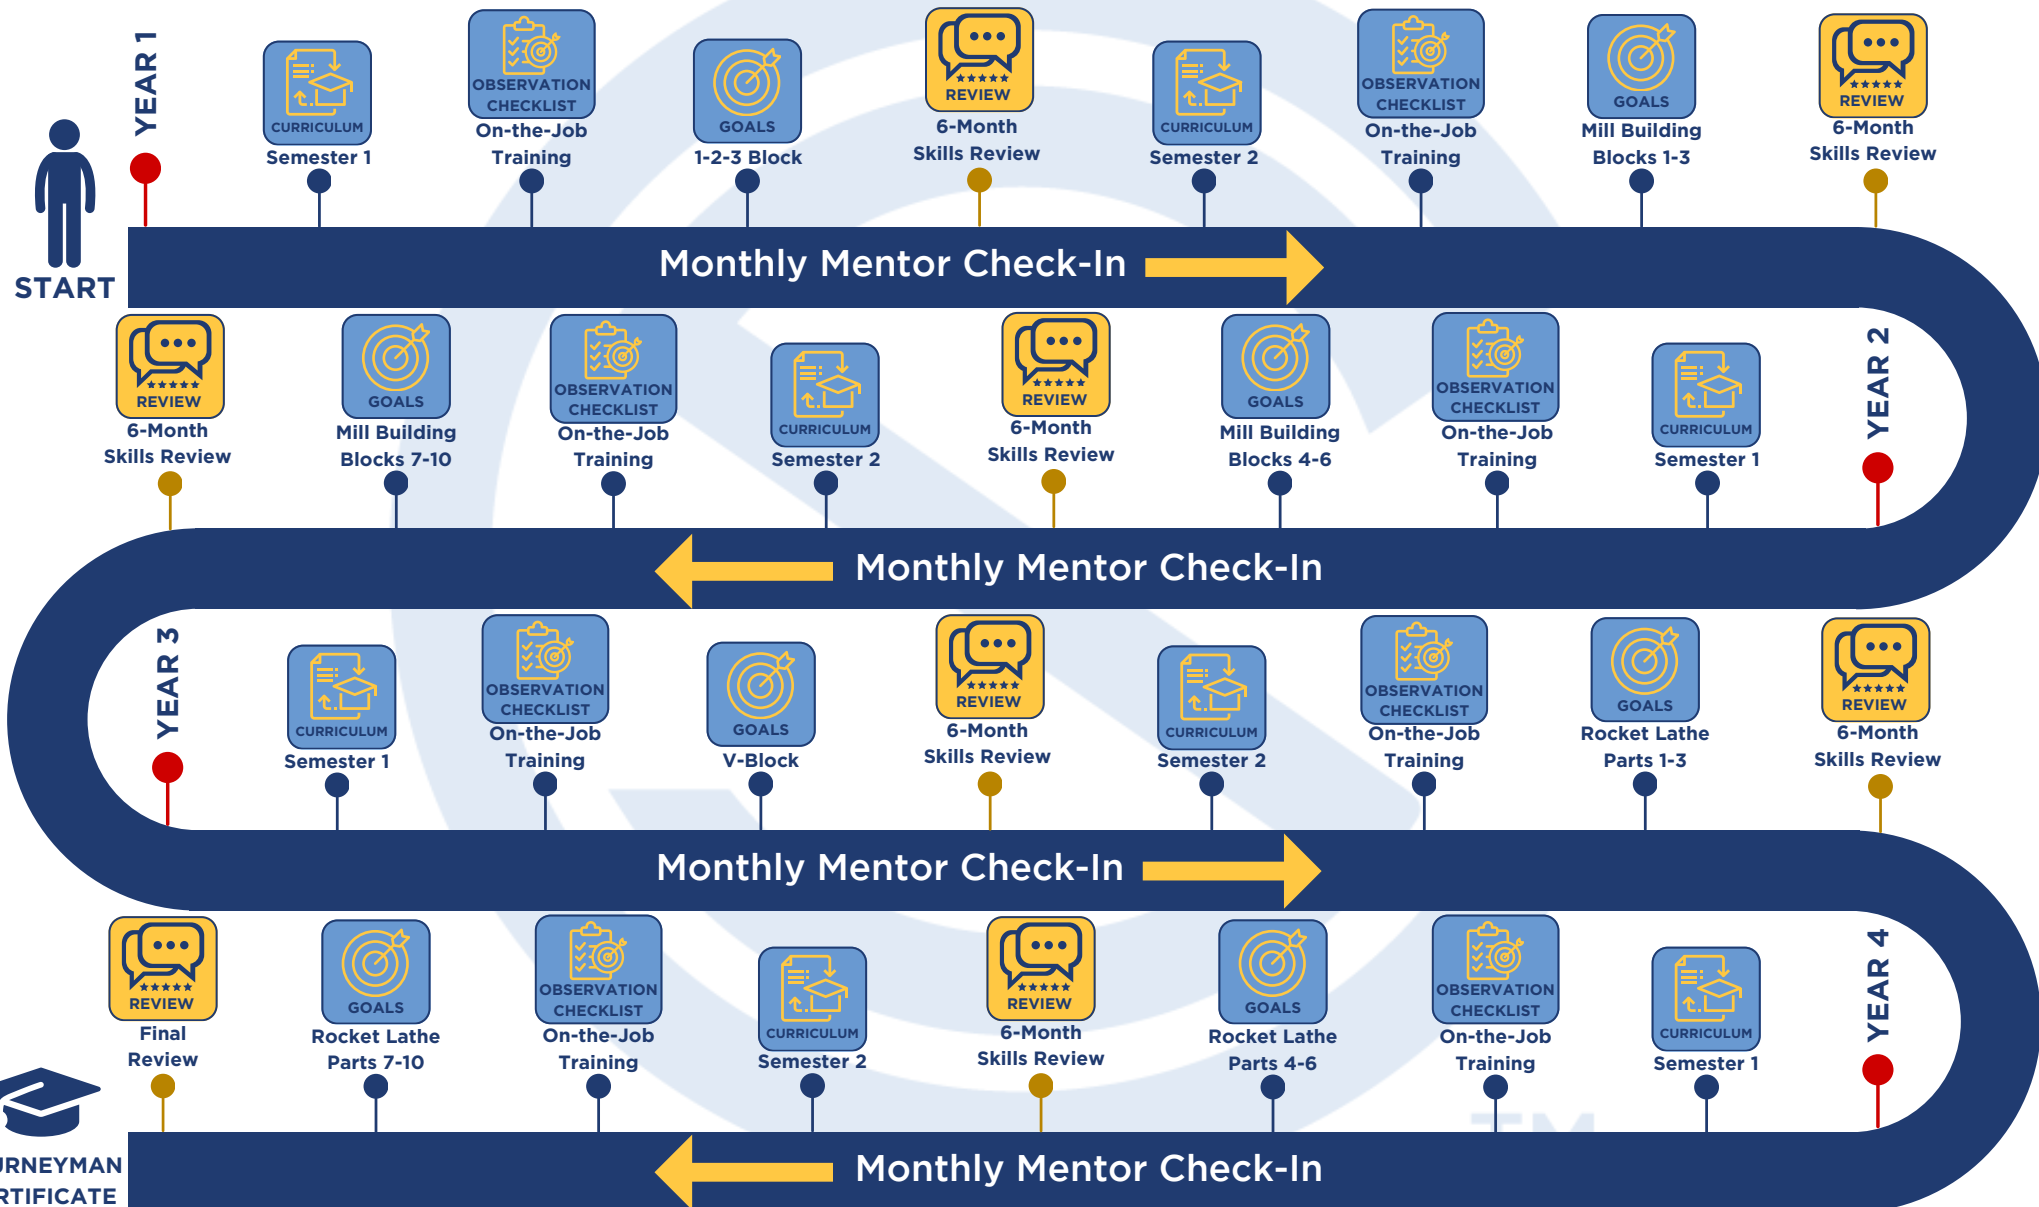 YEAR 1
CURRICULUM
Semester 1
OBSERVATION
CHECKLIST
On-the-Job
Training
GOALS
1-2-3 Block
REVIEW
6-Month
Skills Review
CURRICULUM
Semester 2
OBSERVATION
CHECKLIST
On-the-Job
Training
GOALS
Mill Building
Blocks 1-3
REVIEW
6-Month
Skills Review
START
Monthly Mentor Check-In
YEAR 2
CURRICULUM
Semester 1
OBSERVATION
CHECKLIST
On-the-Job
Training
GOALS
Mill Building
Blocks 4-6
REVIEW
6-Month
Skills Review
CURRICULUM
Semester 2
OBSERVATION
CHECKLIST
On-the-Job
Training
GOALS
Mill Building
Blocks 7-10
REVIEW
6-Month
Skills Review
Monthly Mentor Check-In
YEAR 3
CURRICULUM
Semester 1
OBSERVATION
CHECKLIST
On-the-Job
Training
GOALS
V-Block
REVIEW
6-Month
Skills Review
CURRICULUM
Semester 2
OBSERVATION
CHECKLIST
On-the-Job
Training
GOALS
Rocket Lathe
Parts 1-3
REVIEW
6-Month
Skills Review
Monthly Mentor Check-In
YEAR 4
CURRICULUM
Semester 1
OBSERVATION
CHECKLIST
On-the-Job
Training
GOALS
Rocket Lathe
Parts 4-6
REVIEW
6-Month
Skills Review
CURRICULUM
Semester 2
OBSERVATION
CHECKLIST
On-the-Job
Training
GOALS
Rocket Lathe
Parts 7-10
REVIEW
Final
Review
TM
Monthly Mentor Check-In
URNEYMAN
RTIFICATE